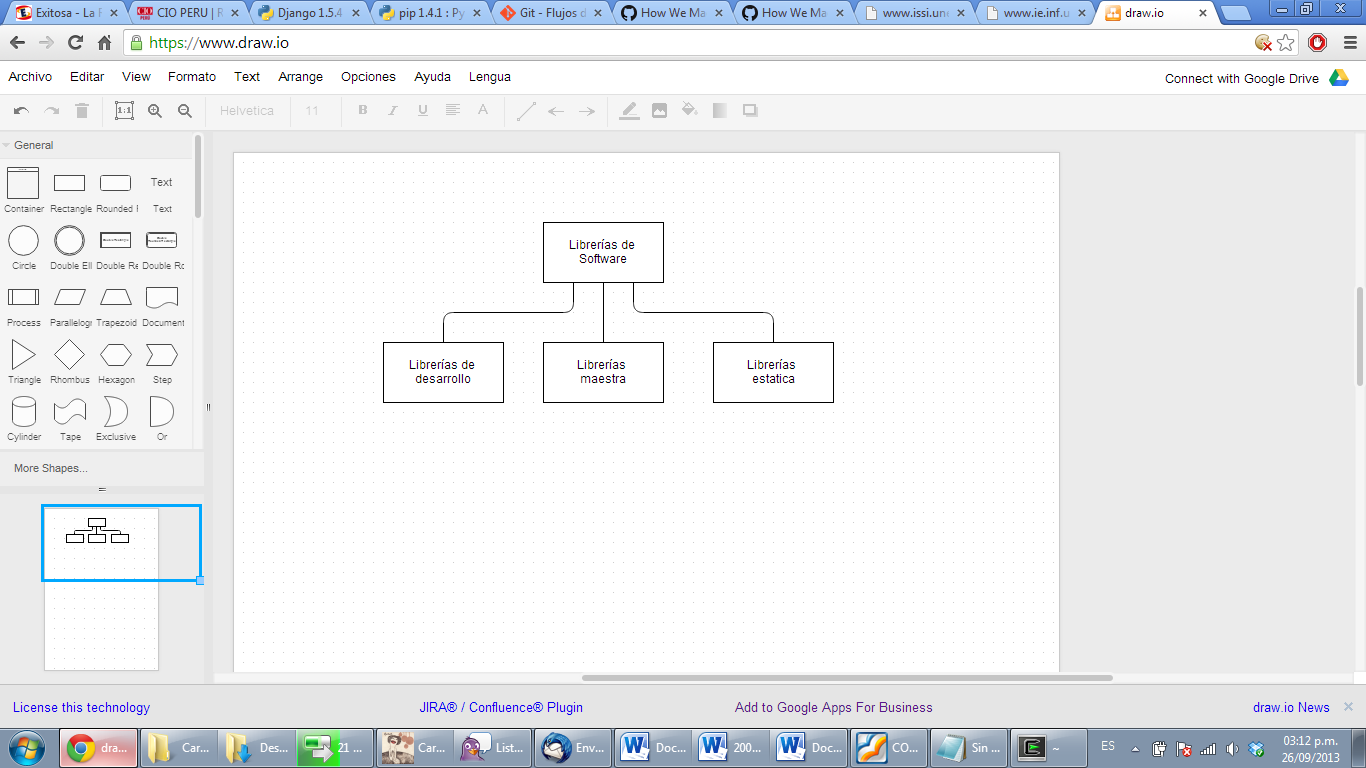 Exitosa - La F
CIO PERU | R
Django 1.5.4
pip 1.4.1 : Py
Git - Flujos d
How We Ma
How We Ma
www.issi.une
www.ie.inf.u
draw.io
https://www.draw.io
Archivo Editar View Formato Text Arrange Opciones Ayuda Lengua
Connect with Google Drive
1:1 Helvetica 11 B I U A
General
Text
Container Rectangle Rounded Text
Circle Double Ell Double Re Double Ro
Process Parallelogr Trapezoid Document
Triangle Rhombus Hexagon Step
Cylinder Tape Exclusive Or
More Shapes...
Librerías de
Software
Librerías de
desarrollo
Librerías
maestra
Librerías
estatica
License this technology
JIRA® / Confluence® Plugin
Add to Google Apps For Business
draw.io News
dra...
Car...
Des...
21 ...
Car...
List...
Env...
Doc...
200...
Doc...
CO...
Sin ...
~
ES
03:12 p.m.
26/09/2013